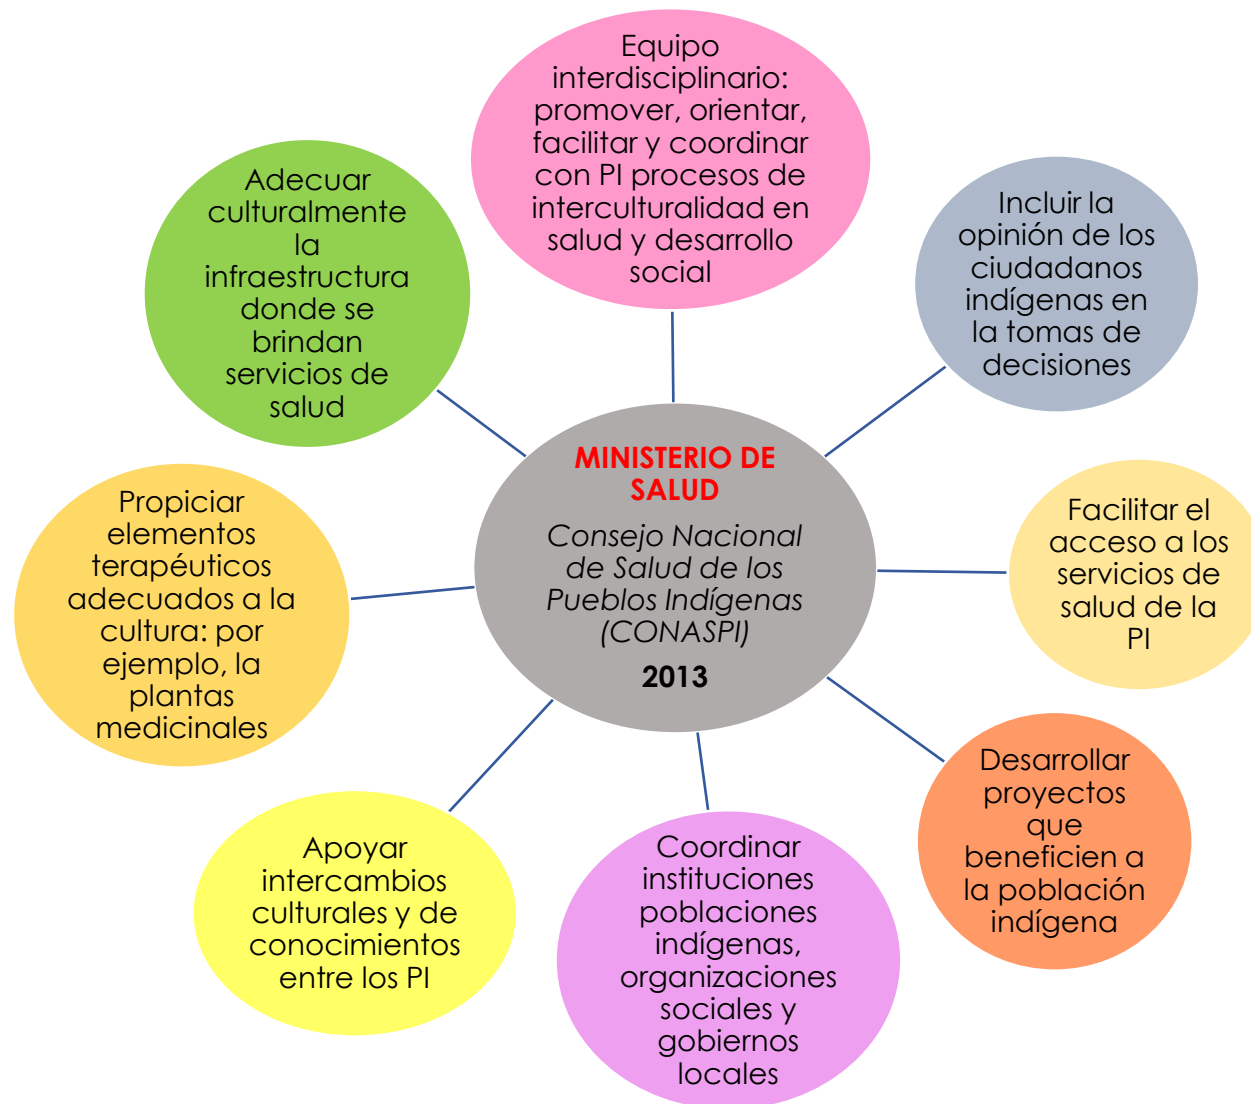 Equipo
interdisciplinario:
promover, orientar,
facilitar y coordinar
con PI procesos de
interculturalidad en
salud y desarrollo
social
Incluir la
opinión de los
ciudadanos
indígenas en
la tomas de
decisiones
Facilitar el
acceso a los
servicios de
salud de la
PI
Desarrollar
proyectos
que
benefician a
la población
indígena
Coordinar
instituciones
poblaciones
indígenas,
organizaciones
sociales y
gobiernos
locales
Apoyar
intercambios
culturales y de
conocimientos
entre los PI
Propiciar
elementos
terapéuticos
adecuados a la
cultura: por
ejemplo, la
plantas
medicinales
Adecuar
culturalmente
la
infraestructura
donde se
brindan
servicios de
salud
MINISTERIO DE
SALUD
Consejo Nacional
de Salud de los
Pueblos Indígenas
(CONASPI)
2013